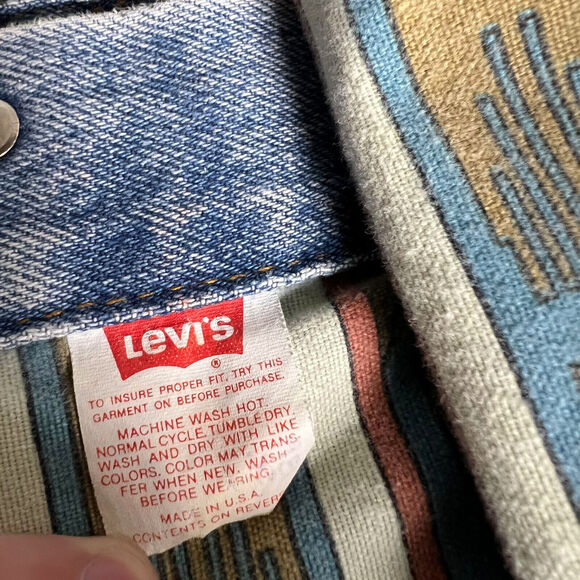 Levi's
®
TO INSURE PROPER FIT, TRY THIS
GARMENT ON BEFORE PURCHASE.
MACHINE WASH HOT.
NORMAL CYCLE, TUMBLE DRY.
WASH AND DRY WITH LIKE
COLORS. COLOR MAY TRANS-
FER WHEN NEW. WASH
BEFORE WEARING.
MADE IN U.S.A.
CONTENTS ON REVERS